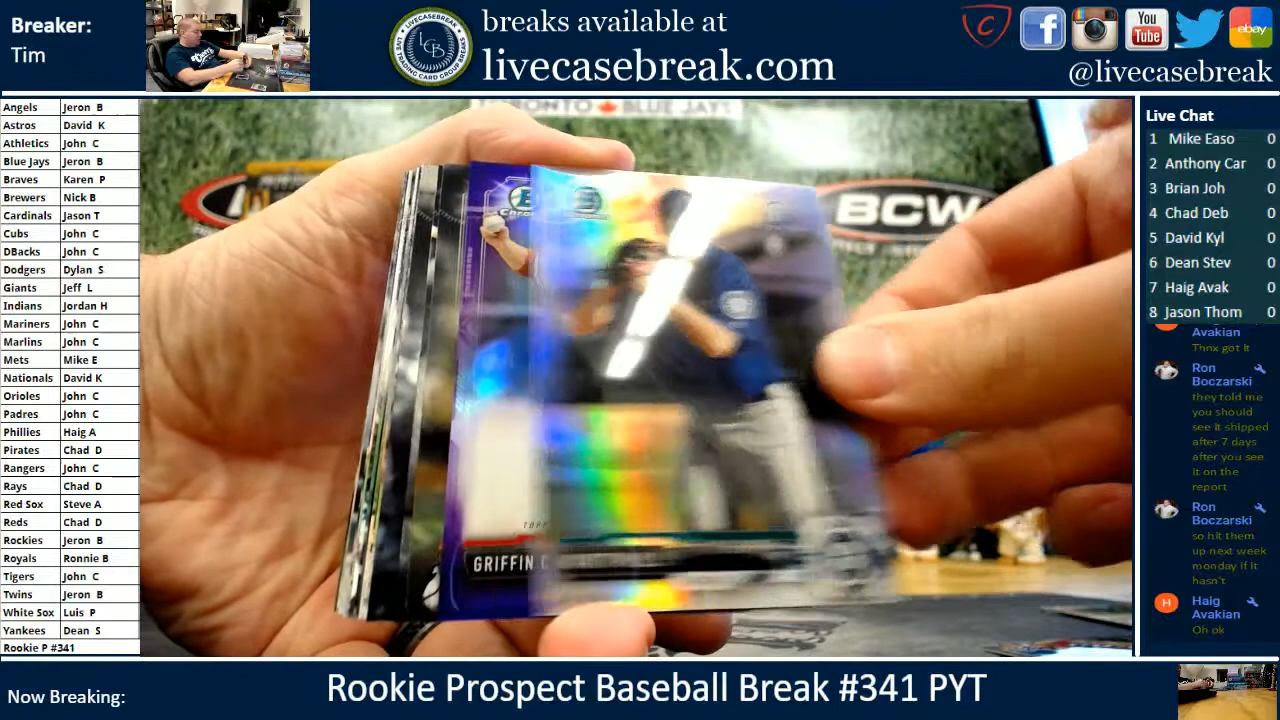 Breaker:
Tim
breaks available at
livecasebreak.com
LCB
You
Tube
ebay
@livecasebreak
Angels Jeron B
Astros David K
Athletics John C
Blue Jays Jeron B
Braves Karen P
Brewers Nick B
Cardinals Jason T
Cubs John C
DBacks John C
Dodgers Dylan S
Giants Jeff L
Indians Jordan H
Mariners John C
Marlins John C
Mets Mike E
Nationals David K
Orioles John C
Padres John C
Phillies Haig A
Pirates Chad D
Rangers John C
Rays Chad D
Red Sox Steve A
Reds Chad D
Rockies Jeron B
Royals Ronnie B
Tigers John C
Twins Jeron B
White Sox Luis P
Yankees Dean S
Rookie P #341
TORONTO BLUE JAYS
BCW
GRIFFIN
Live Chat
1 Mike Easo 0
2 Anthony Car 0
3 Brian Joh 0
4 Chad Deb 0
5 David Kyl 0
6 Dean Stev 0
7 Haig Avak 0
8 Jason Thom 0
Avakian
Thnx got it
Ron
Boczarski
they told me
you should
see it shipped
after 7 days
after you see
it on the
report
Ron
Boczarski
so hit them
up next week
monday if it
hasn't
H
Haig
Avakian
Oh ok
Now Breaking:
Rookie Prospect Baseball Break #341 PYT